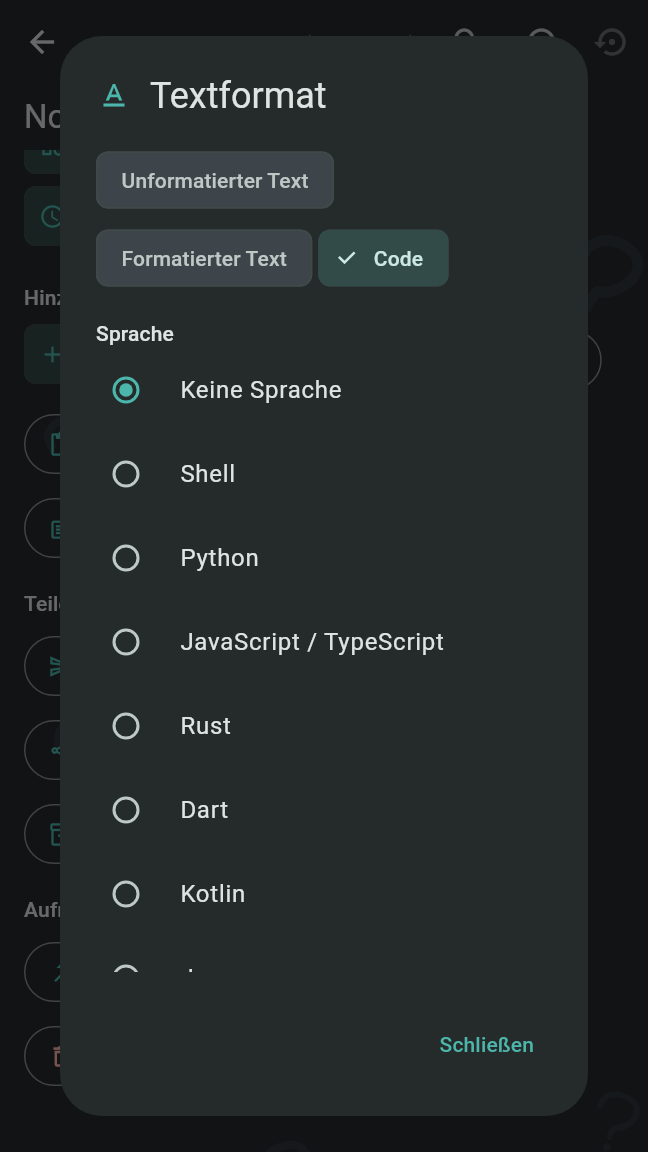 Textformat
Unformatierter Text
Formatierter Text
Code
Sprache
Keine Sprache
Shell
Python
JavaScript / TypeScript
Rust
Dart
Kotlin
Schließen